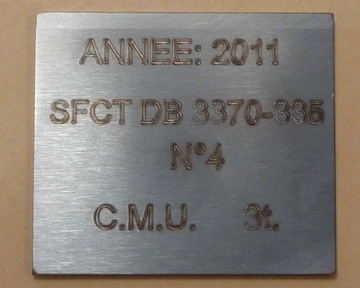 ANNEE: 2011
SFCT DB 3370-335
N°4
C.M.U. 3t.